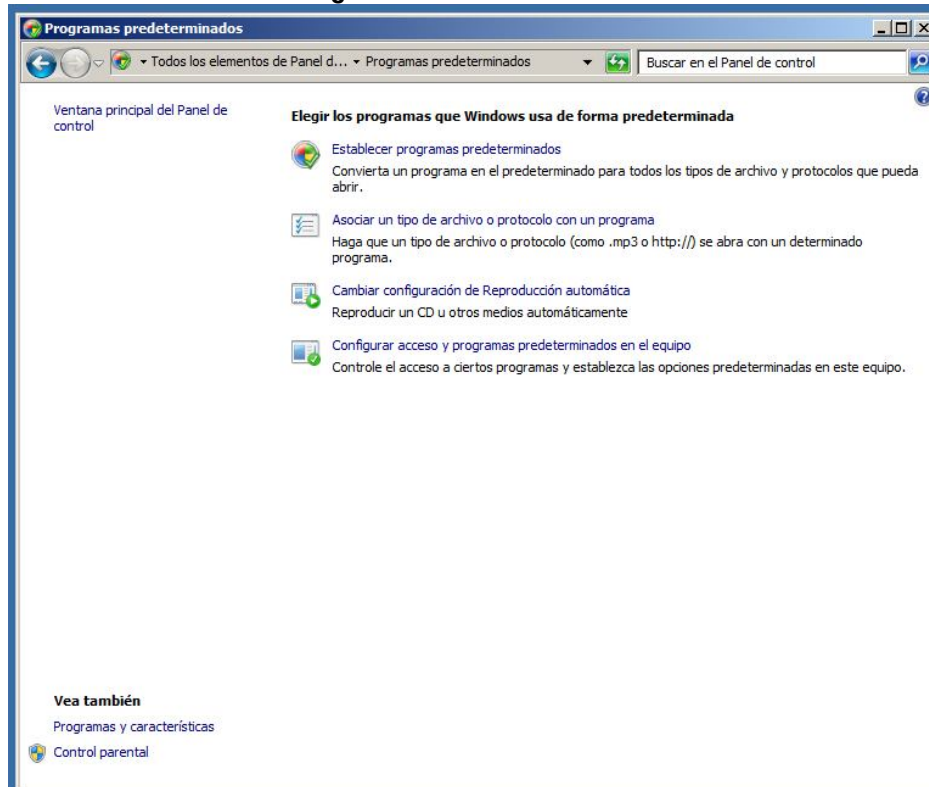 Programas predeterminados
Todos los elementos de Panel d... Programas predeterminados
Buscar en el Panel de control
Ventana principal del Panel de
control
Elegir los programas que Windows usa de forma predeterminada
Establecer programas predeterminados
Convierta un programa en el predeterminado para todos los tipos de archivo y protocolos que pueda
abrir.
Asociar un tipo de archivo o protocolo con un programa
Haga que un tipo de archivo o protocolo (como .mp3 o http://) se abra con un determinado
programa.
Cambiar configuración de Reproducción automática
Reproducir un CD u otros medios automáticamente
Configurar acceso y programas predeterminados en el equipo
Controle el acceso a ciertos programas y establezca las opciones predeterminadas en este equipo.
Vea también
Programas y características
Control parental